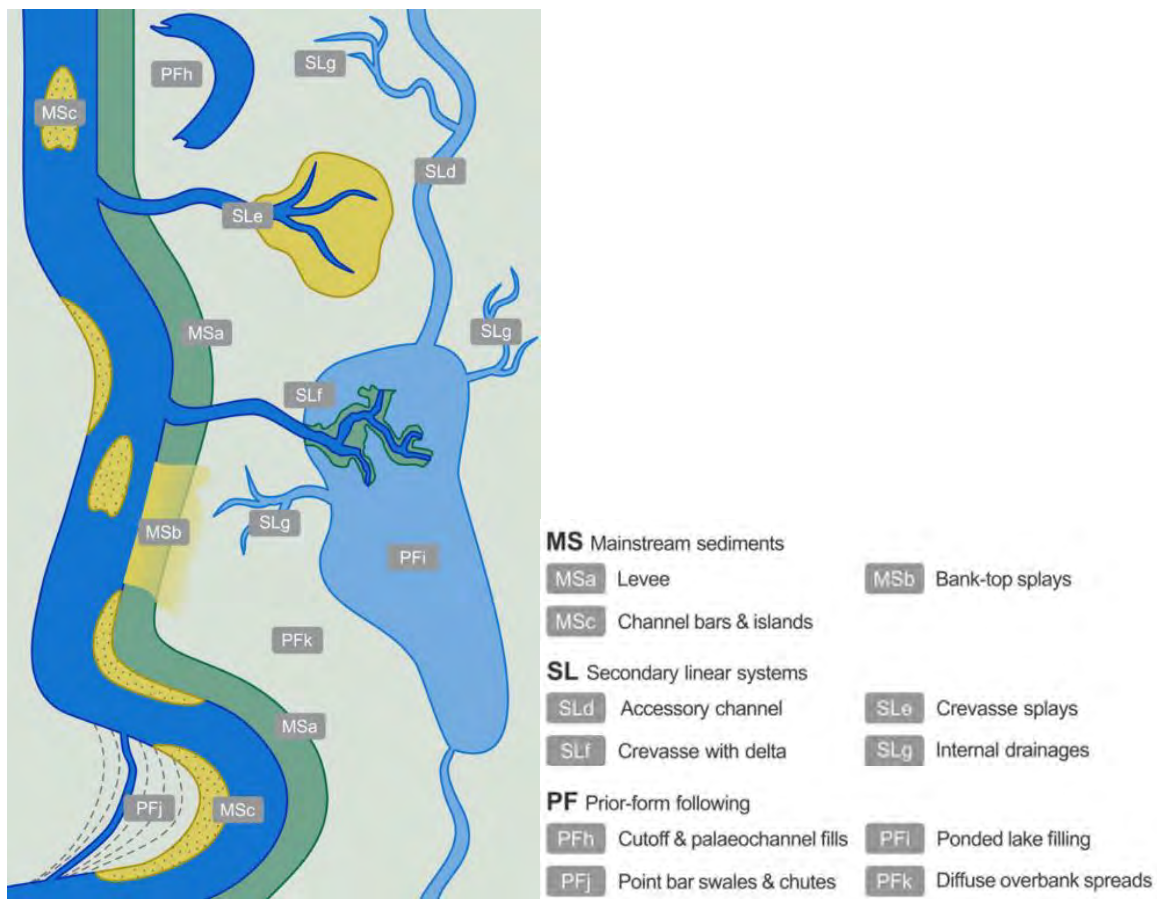 PFh
SLg
MSc
SLd
SLe
MSa
SLg
SLf
MSb
SLg
PFi
PFk
MSa
PFj
MSc
MS Mainstream sediments
MSa Levee MSb Bank-top splays
MSc Channel bars & islands
SL Secondary linear systems
SLd Accessory channel SLe Crevasse splays
SLf Crevasse with delta SLg Internal drainages
PF Prior-form following
PFh Cutoff & palaeochannel fills PFi Ponded lake filling
PFj Point bar swales & chutes PFk Diffuse overbank spreads